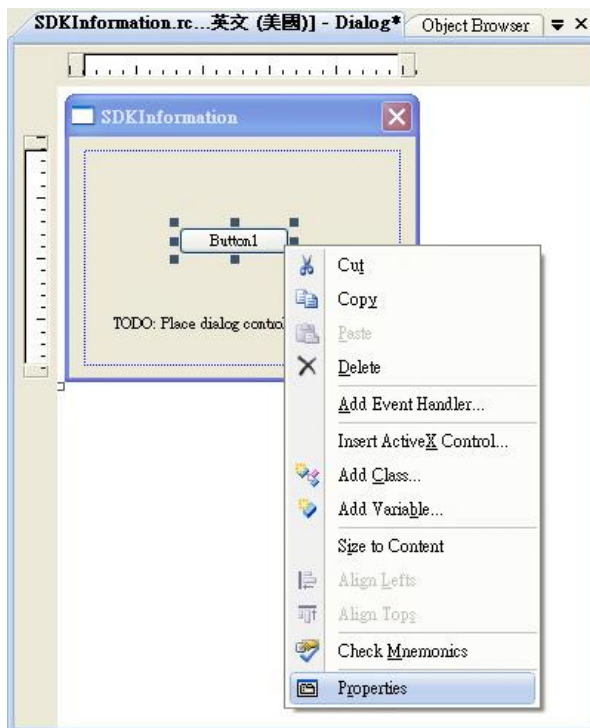 SDKInformation.rc...英文 (美國)] - Dialog* Object Browser
SDKInformation
Button1
TODO: Place dialog contro
Cut
Copy
Paste
Delete
Add Event Handler...
Insert ActiveX Control...
Add Class...
Add Variable...
Size to Content
Align Lefts
Align Tops
Check Mnemonics
Properties